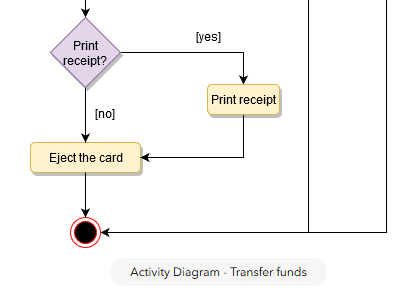 [yes]
Print
receipt?
Print receipt
[no]
Eject the card
Activity Diagram - Transfer funds